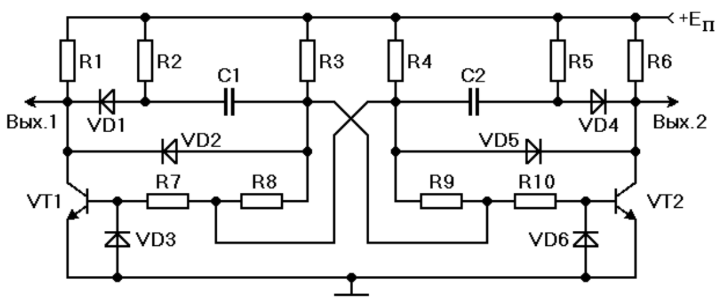 +Eп
R1 R2 R3 R4 R5 R6
C1 C2
Вых.1 VD1 VD4 Вых.2
VD2 VD5
R7 R8 R9 R10
VT1 VT2
VD3 VD6